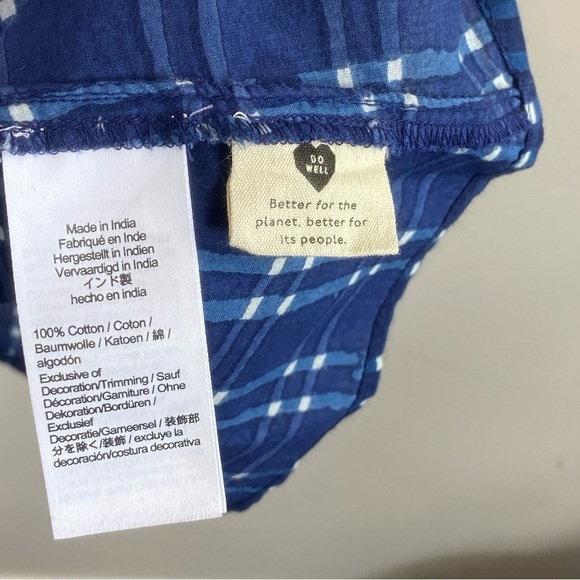 Made in India
Fabriqué en Inde
Hergestellt in Indien
Vervaardigd in India
インド製
hecho en india
100% Cotton / Coton /
Baumwolle / Katoen / 綿 /
algodón
Exclusive of
Decoration/Trimming / Sauf
Décoration/Garniture / Ohne
Dekoration/Bordüren /
Exclusief
Decoratie/Garneersel / 装飾部
分を除く/装飾 / excluye la
decoración/costura decorativa
DO
WELL
Better for the
planet, better for
its people.